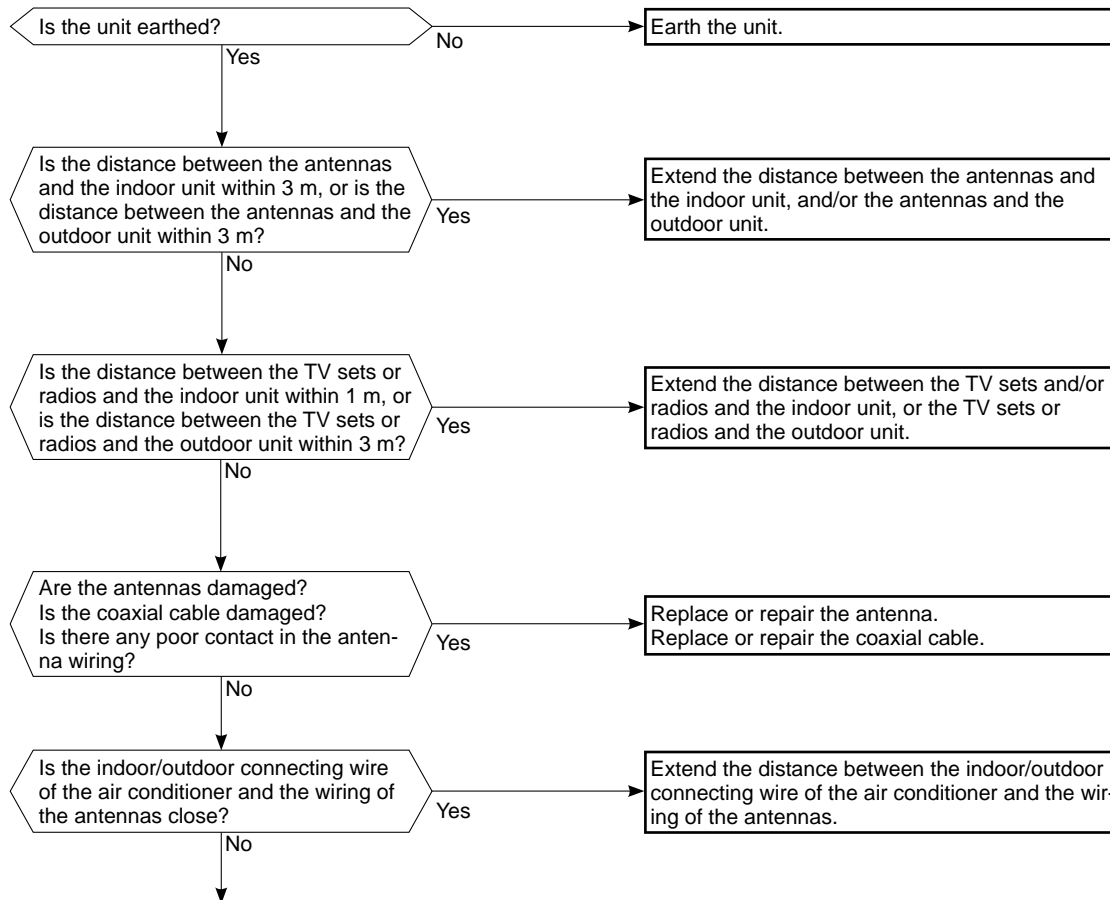 Is the unit earthed?
No
Earth the unit.
Yes
Is the distance between the antennas
and the indoor unit within 3 m, or is the
distance between the antennas and the
outdoor unit within 3 m?
Yes
Extend the distance between the antennas and
the indoor unit, and/or the antennas and the
outdoor unit.
No
Is the distance between the TV sets or
radios and the indoor unit within 1 m, or
is the distance between the TV sets or
radios and the outdoor unit within 3 m?
Yes
Extend the distance between the TV sets and/or
radios and the indoor unit, or the TV sets or
radios and the outdoor unit.
No
Are the antennas damaged?
Is the coaxial cable damaged?
Is there any poor contact in the anten-
na wiring?
Yes
Replace or repair the antenna.
Replace or repair the coaxial cable.
No
Is the indoor/outdoor connecting wire
of the air conditioner and the wiring of
the antennas close?
Yes
Extend the distance between the indoor/outdoor
connecting wire of the air conditioner and the wir-
ing of the antennas.
No